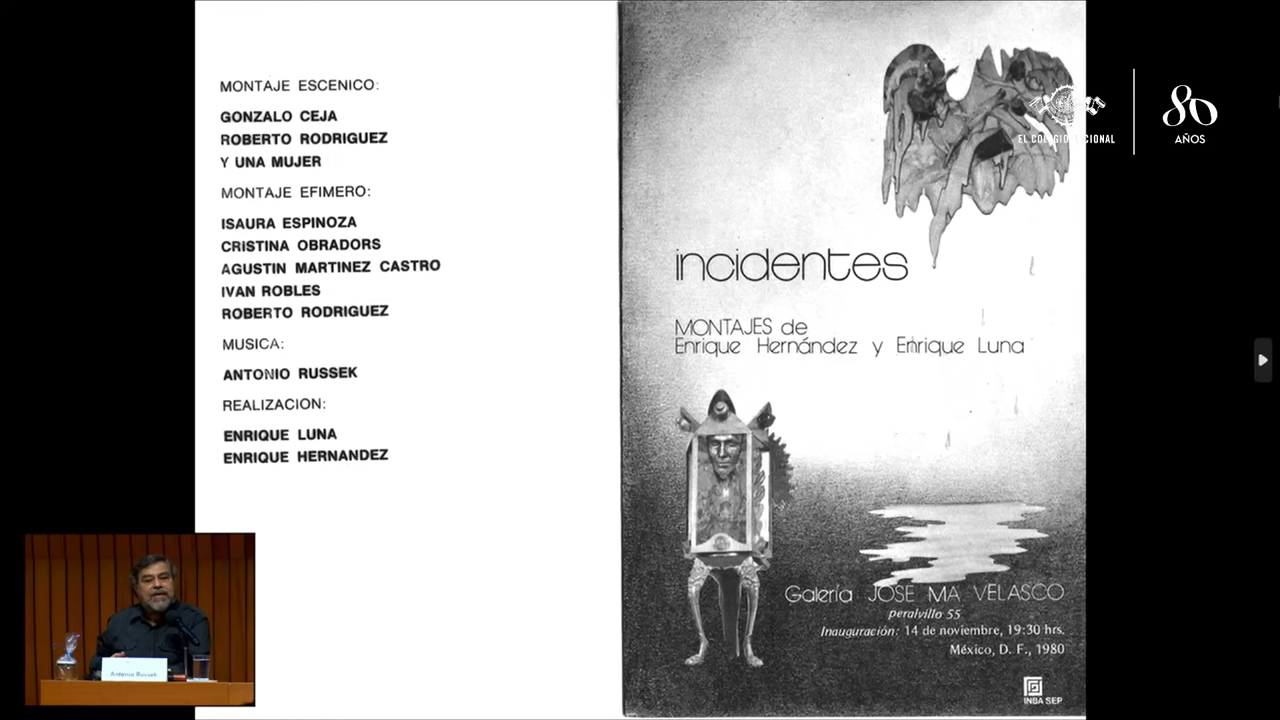 MONTAJE ESCENICO:
GONZALO CEJA
ROBERTO RODRIGUEZ
Y UNA MUJER
MONTAJE EFIMERO:
ISAURA ESPINOZA
CRISTINA OBRADORS
AGUSTIN MARTINEZ CASTRO
IVAN ROBLES
ROBERTO RODRIGUEZ
MUSICA:
ANTONIO RUSSEK
REALIZACION:
ENRIQUE LUNA
ENRIQUE HERNANDEZ
incidentes
MONTAJES de
Enrique Hernández y Enrique Luna
Galería JOSE MA VELASCO
peralvillo 55
Inauguración: 14 de noviembre, 19:30 hrs.
México, D. F., 1980
INBA SEP
EL COLEGIO NACIONAL
80
AÑOS
Antonio Russek